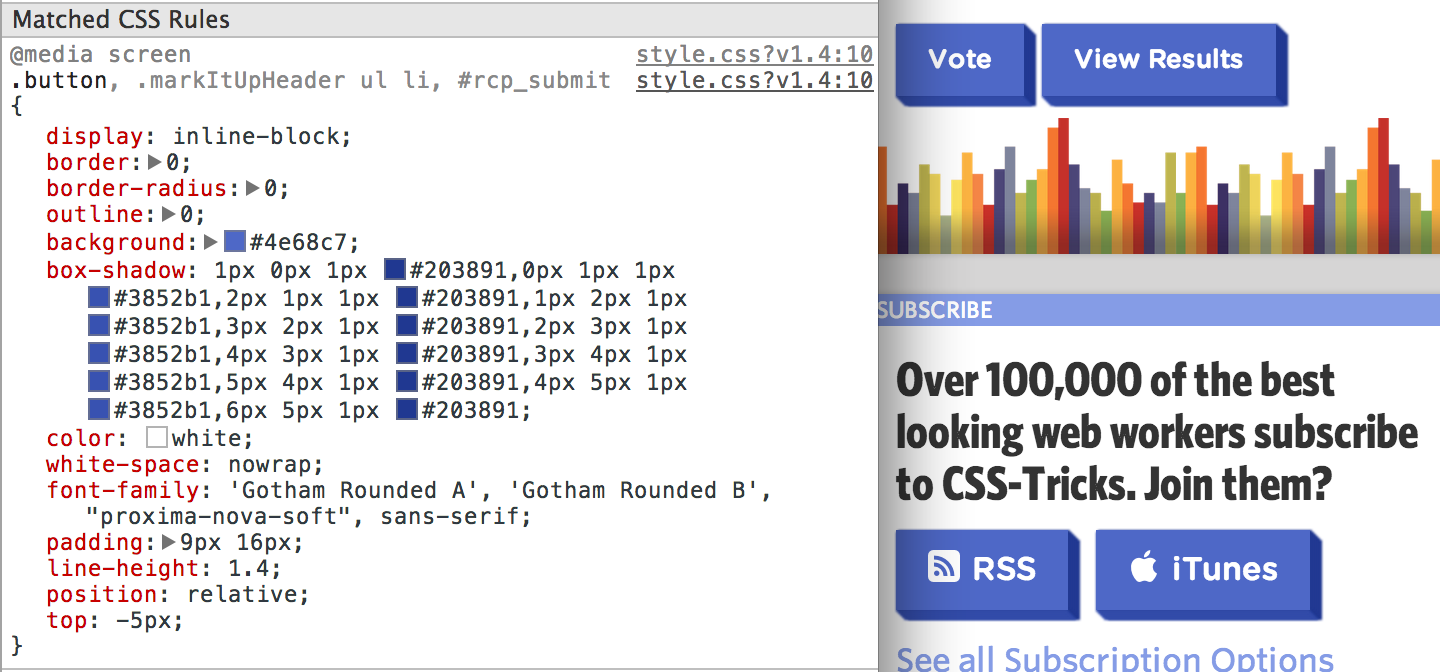 Matched CSS Rules
@media screen style.css?v1.4:10
.button, .markItUpHeader ul li, #rcp_submit style.css?v1.4:10
{
display: inline-block;
border: 0;
border-radius: 0;
outline: 0;
background: #4e68c7;
box-shadow: 1px 0px 1px #203891,0px 1px 1px
#3852b1,2px 1px 1px #203891,1px 2px 1px
#3852b1,3px 2px 1px #203891,2px 3px 1px
#3852b1,4px 3px 1px #203891,3px 4px 1px
#3852b1,5px 4px 1px #203891,4px 5px 1px
#3852b1,6px 5px 1px #203891;
color: white;
white-space: nowrap;
font-family: 'Gotham Rounded A', 'Gotham Rounded B',
"proxima-nova-soft", sans-serif;
padding: 9px 16px;
line-height: 1.4;
position: relative;
top: -5px;
}
Vote
View Results
SUBSCRIBE
Over 100,000 of the best
looking web workers subscribe
to CSS-Tricks. Join them?
RSS
iTunes
See all Subscription Options